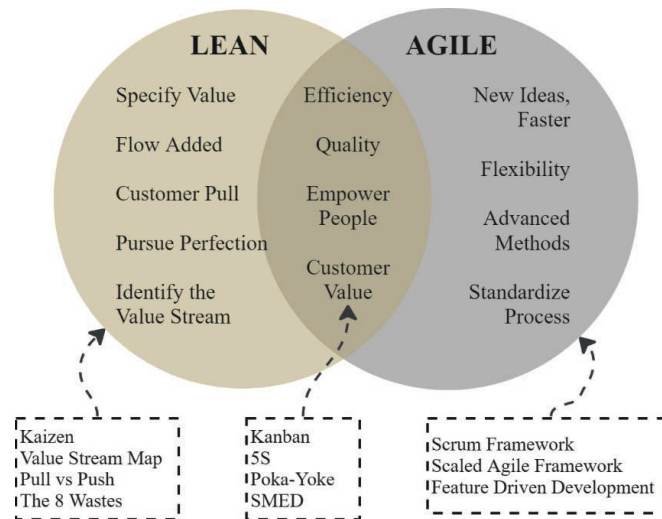 LEAN
AGILE
Specify Value
Flow Added
Customer Pull
Pursue Perfection
Identify the
Value Stream
Efficiency
Quality
Empower
People
Customer
Value
New Ideas,
Faster
Flexibility
Advanced
Methods
Standardize
Process
Kaizen
Value Stream Map
Pull vs Push
The 8 Wastes
Kanban
5S
Poka-Yoke
SMED
Scrum Framework
Scaled Agile Framework
Feature Driven Development